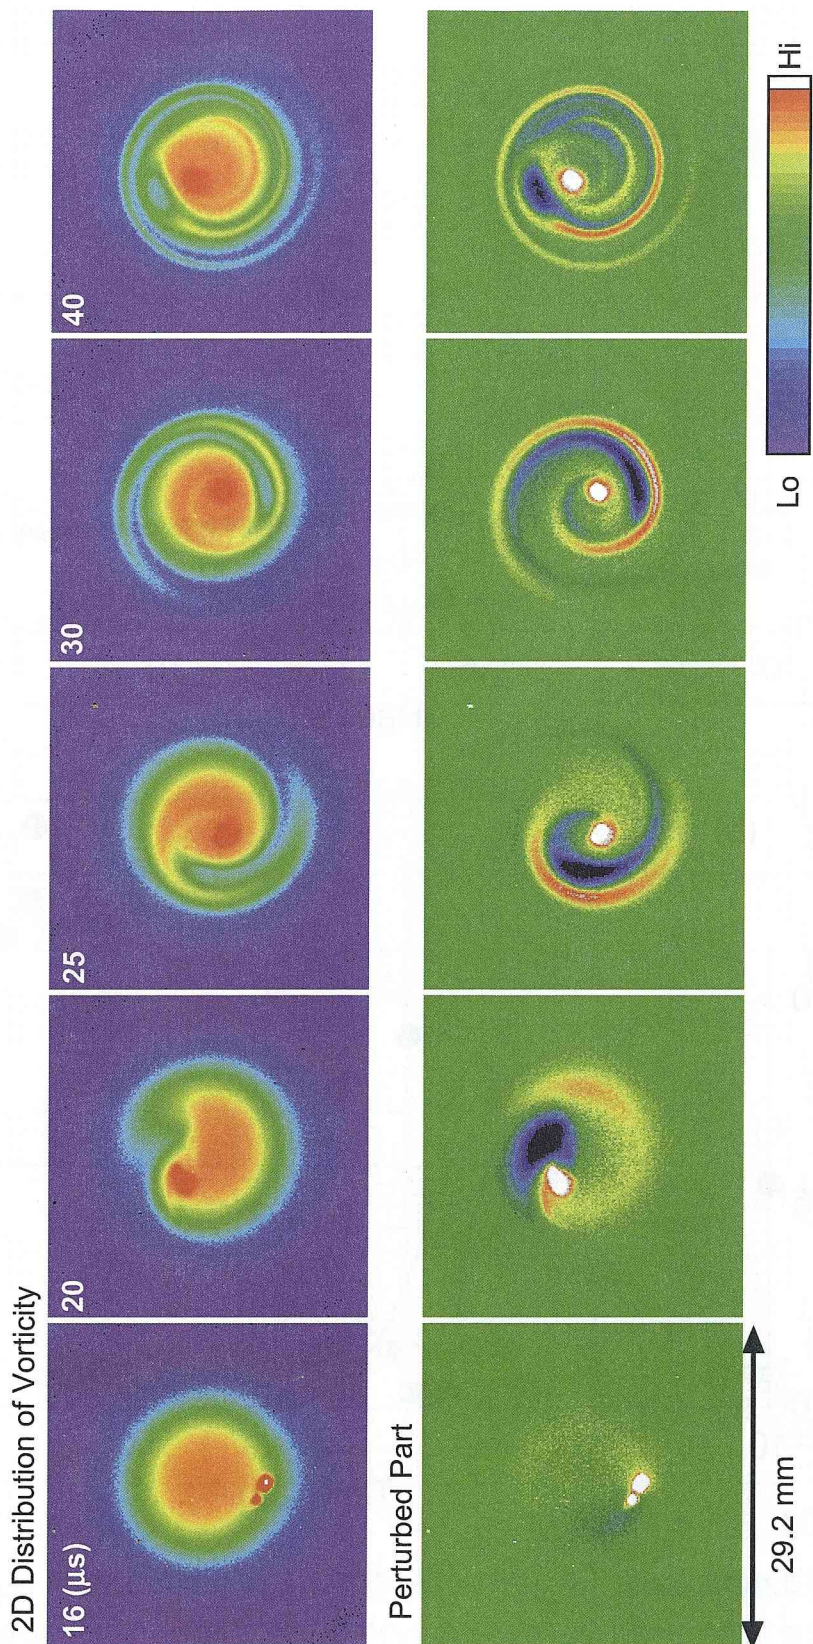 2D Distribution of Vorticity
16 (μs)
20
25
30
40
Perturbed Part
29.2 mm
Lo
Hi